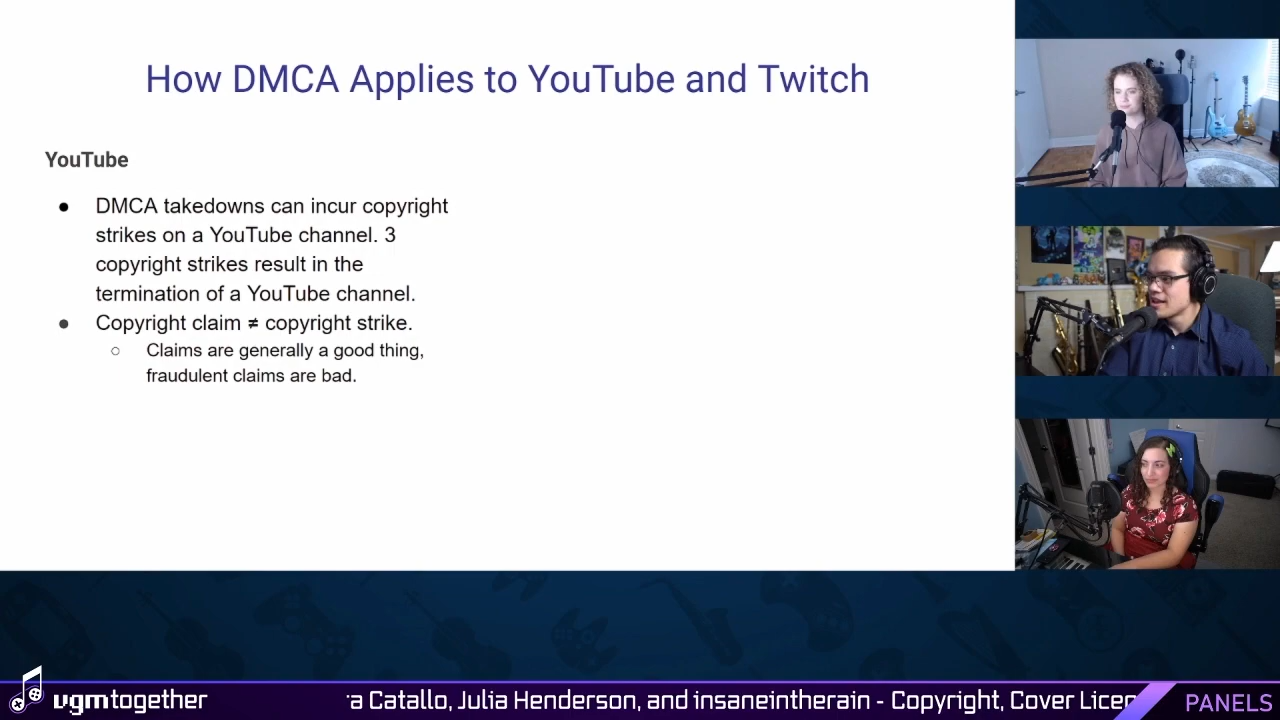 How DMCA Applies to YouTube and Twitch
YouTube
● DMCA takedowns can incur copyright
strikes on a YouTube channel. 3
copyright strikes result in the
termination of a YouTube channel.
● Copyright claim ≠ copyright strike.
○ Claims are generally a good thing,
fraudulent claims are bad.
vgmtogether
a Catallo, Julia Henderson, and insaneintherain - Copyright, Cover Licen
PANELS